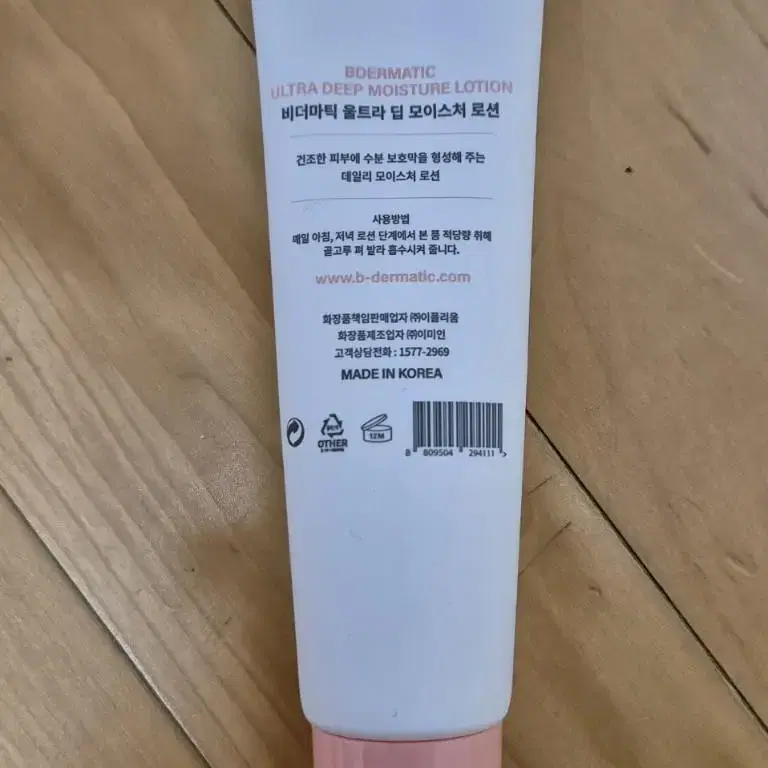 BDERMATIC
ULTRA DEEP MOISTURE LOTION
비더마틱 울트라 딥 모이스처 로션
건조한 피부에 수분 보호막을 형성해 주는
데일리 모이스처 로션
사용방법
매일 아침, 저녁 로션 단계에서 본 품 적당량 취해
골고루 펴 발라 흡수시켜 줍니다.
www.b-dermatic.com
화장품책임판매업자 ㈜이플리움
화장품제조업자 ㈜이미인
고객상담전화 : 1577-2969
MADE IN KOREA
OTHER
12M
8 809504 294111 >